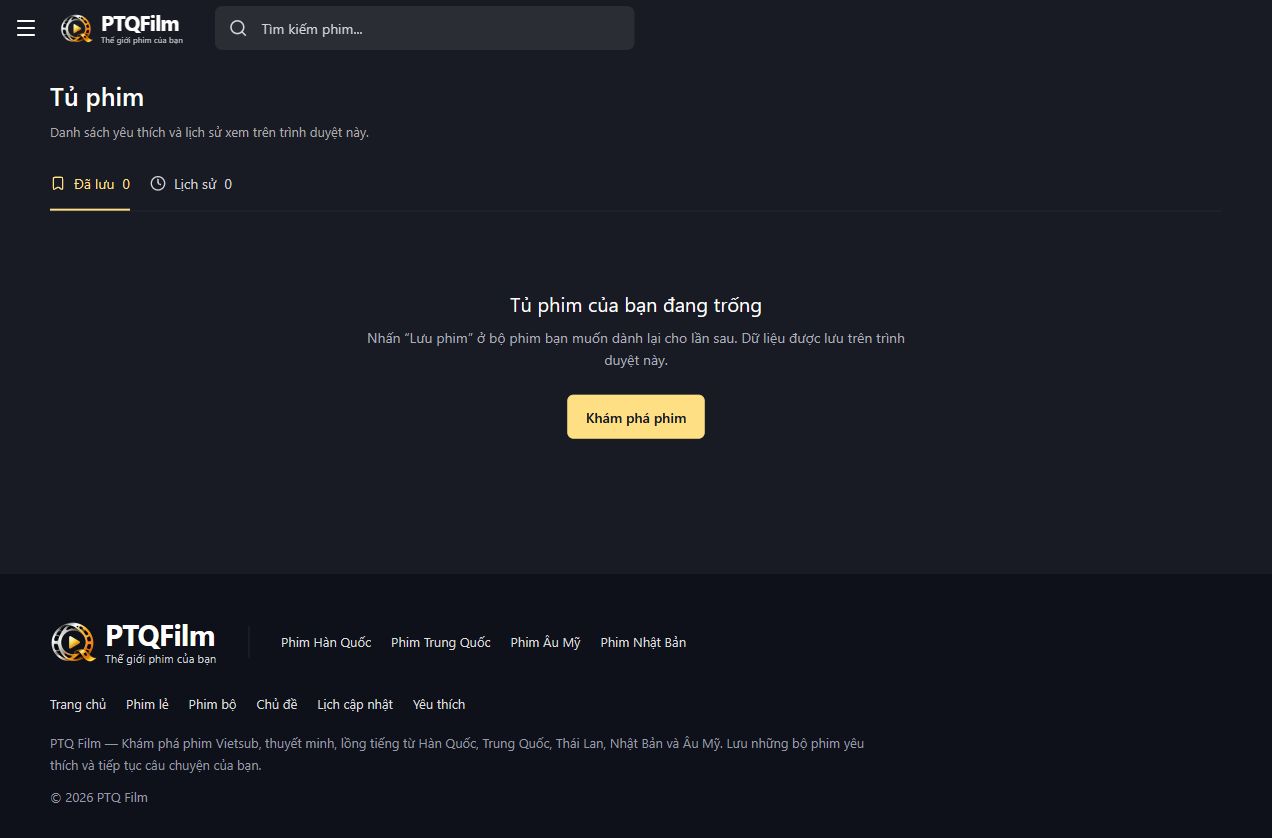 PTQFilm
Thế giới phim của bạn
Tìm kiếm phim...
Tủ phim
Danh sách yêu thích và lịch sử xem trên trình duyệt này.
Đã lưu 0 Lịch sử 0
Tủ phim của bạn đang trống
Nhấn “Lưu phim” ở bộ phim bạn muốn dành lại cho lần sau. Dữ liệu được lưu trên trình
duyệt này.
Khám phá phim
PTQFilm
Thế giới phim của bạn
Phim Hàn Quốc Phim Trung Quốc Phim Âu Mỹ Phim Nhật Bản
Trang chủ Phim lẻ Phim bộ Chủ đề Lịch cập nhật Yêu thích
PTQ Film — Khám phá phim Vietsub, thuyết minh, lồng tiếng từ Hàn Quốc, Trung Quốc, Thái Lan, Nhật Bản và Âu Mỹ. Lưu những bộ phim yêu
thích và tiếp tục câu chuyện của bạn.
© 2026 PTQ Film